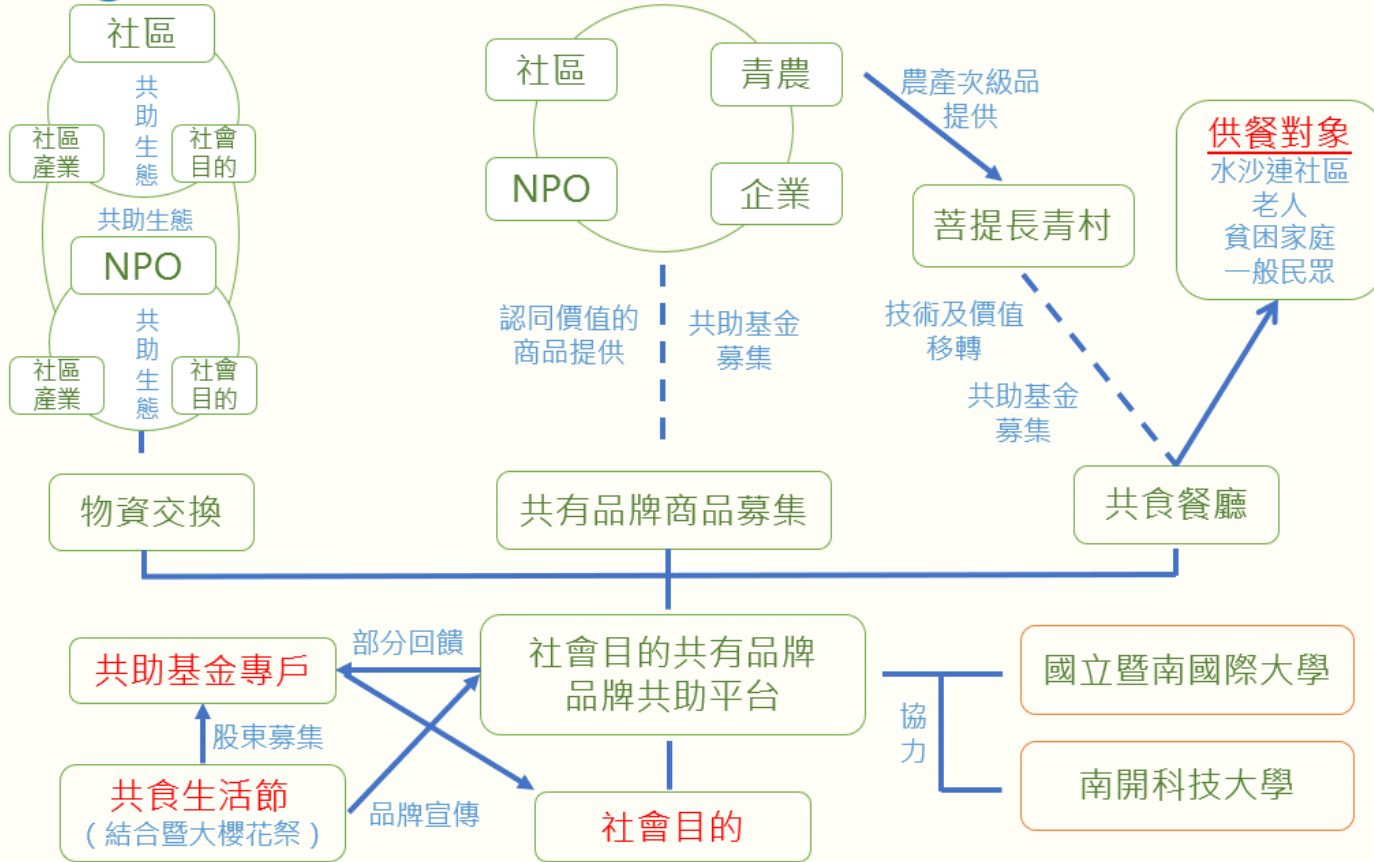 社區
共
助
生
態
社區
產業
社會
目的
共助生態
NPO
共
助
生
態
社區
產業
社會
目的
物資交換
社區
青農
NPO
企業
認同價值的
商品提供
共助基金
募集
共有品牌商品募集
農產次級品
提供
菩提長青村
技術及價值
移轉
共助基金
募集
供餐對象
水沙連社區
老人
貧困家庭
一般民眾
共食餐廳
共助基金專戶
部分回饋
社會目的共有品牌
品牌共助平台
股東募集
共食生活節
(結合暨大櫻花祭)
品牌宣傳
社會目的
協
力
國立暨南國際大學
南開科技大學